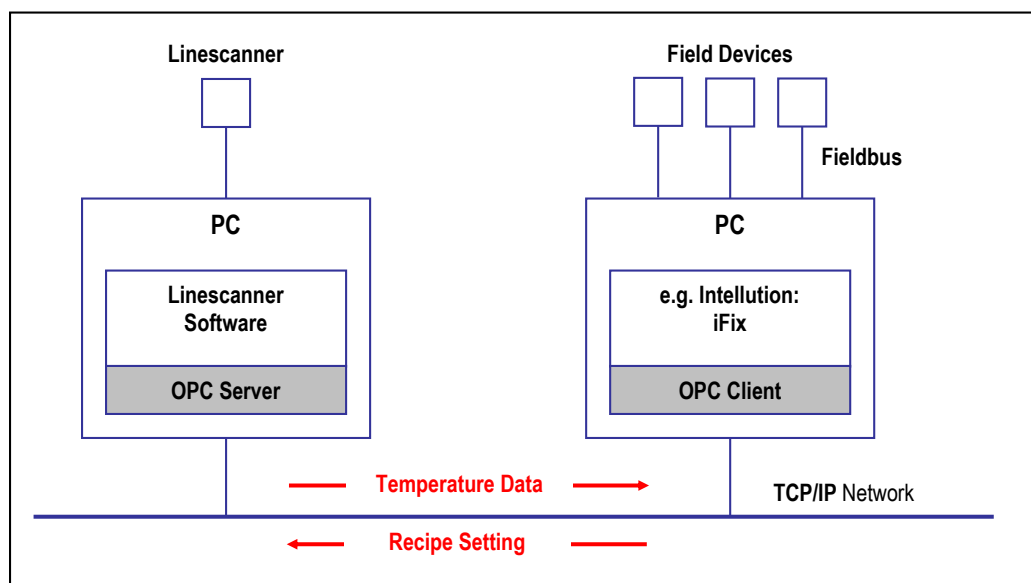 Linescanner
Field Devices
Fieldbus
PC
PC
Linescanner
Software
e.g. Intellution:
iFix
OPC Server
OPC Client
Temperature Data
TCP/IP Network
Recipe Setting